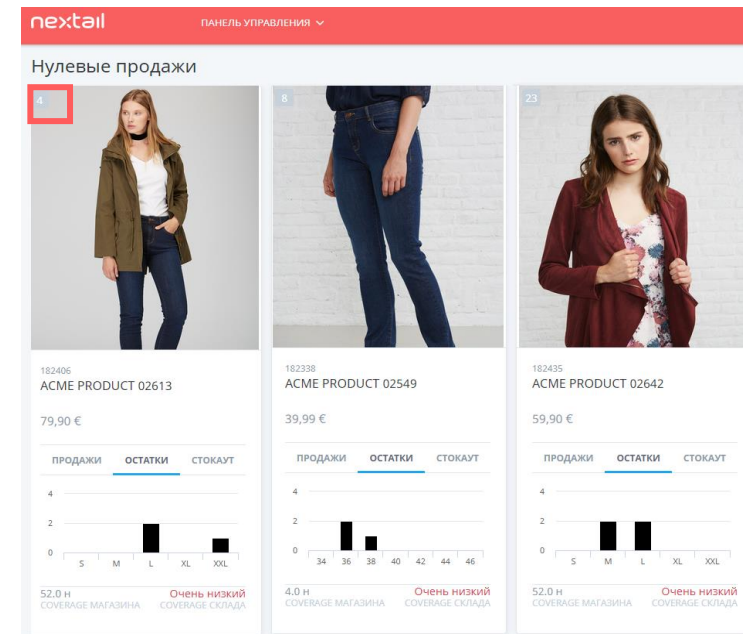 nextail
ПАНЕЛЬ УПРАВЛЕНИЯ
Нулевые продажи
4
182406
ACME PRODUCT 02613
79,90 €
ПРОДАЖИ ОСТАТКИ СТОКАУТ
4
2
0
S M L XL XXL
52.0 н Очень низкий
COVERAGE МАГАЗИНА COVERAGE СКЛАДА
8
182338
ACME PRODUCT 02549
39,99 €
ПРОДАЖИ ОСТАТКИ СТОКАУТ
4
2
0
34 36 38 40 42 44 46
4.0 н Очень низкий
COVERAGE МАГАЗИНА COVERAGE СКЛАДА
23
182435
ACME PRODUCT 02642
59,90 €
ПРОДАЖИ ОСТАТКИ СТОКАУТ
4
2
0
S M L XL XXL
52.0 н Очень низкий
COVERAGE МАГАЗИНА COVERAGE СКЛАДА